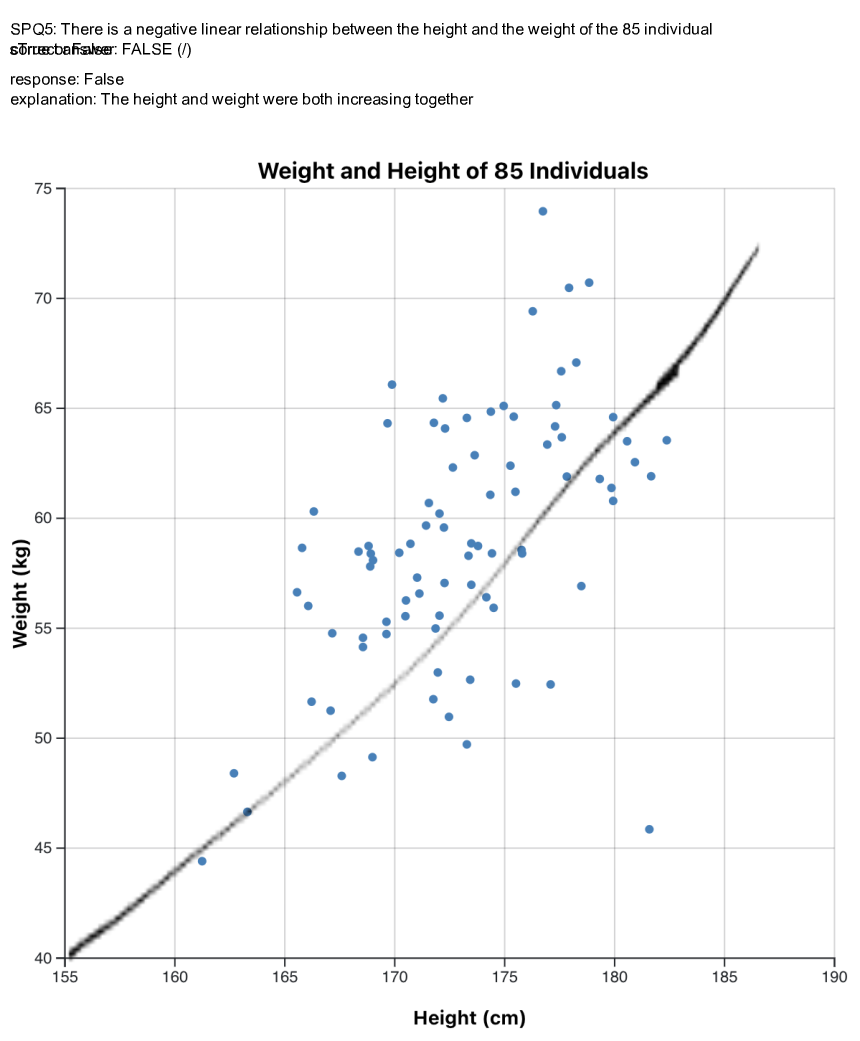 SPQ5: There is a negative linear relationship between the height and the weight of the 85 individual
FALSE (/)
response: False
explanation: The height and weight were both increasing together
Weight and Height of 85 Individuals
75
70
65
60
55
50
45
40
Weight (kg)
155 160 165 170 175 180 185 190
Height (cm)